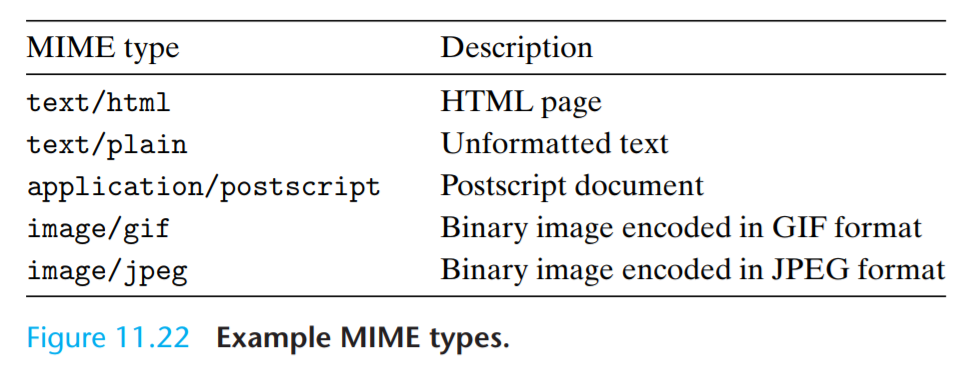 MIME type Description
text/html HTML page
text/plain Unformatted text
application/postscript Postscript document
image/gif Binary image encoded in GIF format
image/jpeg Binary image encoded in JPEG format
Figure 11.22 Example MIME types.